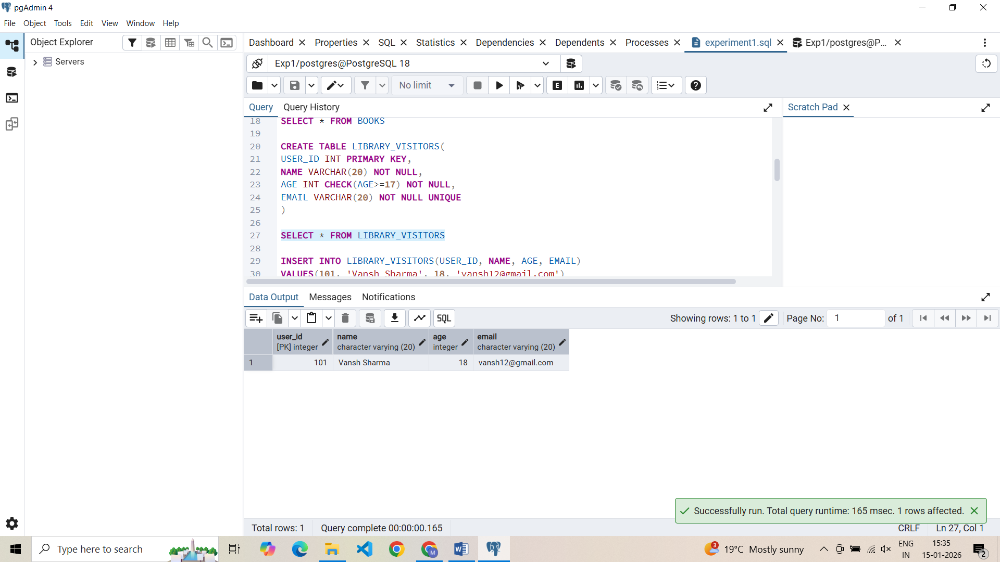 pgAdmin 4
File Object Tools Edit View Window Help
Object Explorer
Servers
Dashboard Properties SQL Statistics Dependencies Dependents Processes experiment1.sql Exp1/postgres@P...
Exp1/postgres@PostgreSQL 18
No limit
E
Query Query History
Scratch Pad
18 SELECT * FROM BOOKS
19
20 CREATE TABLE LIBRARY_VISITORS(
21 USER_ID INT PRIMARY KEY,
22 NAME VARCHAR(20) NOT NULL,
23 AGE INT CHECK(AGE>=17) NOT NULL,
24 EMAIL VARCHAR(20) NOT NULL UNIQUE
25 )
26
27 SELECT * FROM LIBRARY_VISITORS
28
29 INSERT INTO LIBRARY_VISITORS(USER_ID, NAME, AGE, EMAIL)
30 VALUES(101, 'Vansh Sharma', 18, 'vansh12@gmail.com')
Data Output Messages Notifications
SQL
Showing rows: 1 to 1 Page No: 1 of 1
user_id name age email
[PK] integer character varying (20) integer character varying (20)
1 101 Vansh Sharma 18 vansh12@gmail.com
Successfully run. Total query runtime: 165 msec. 1 rows affected.
Total rows: 1 Query complete 00:00:00.165 CRLF Ln 27, Col 1
Type here to search
M
3
19°C Mostly sunny
ENG
IN
15:35
15-01-2026
2